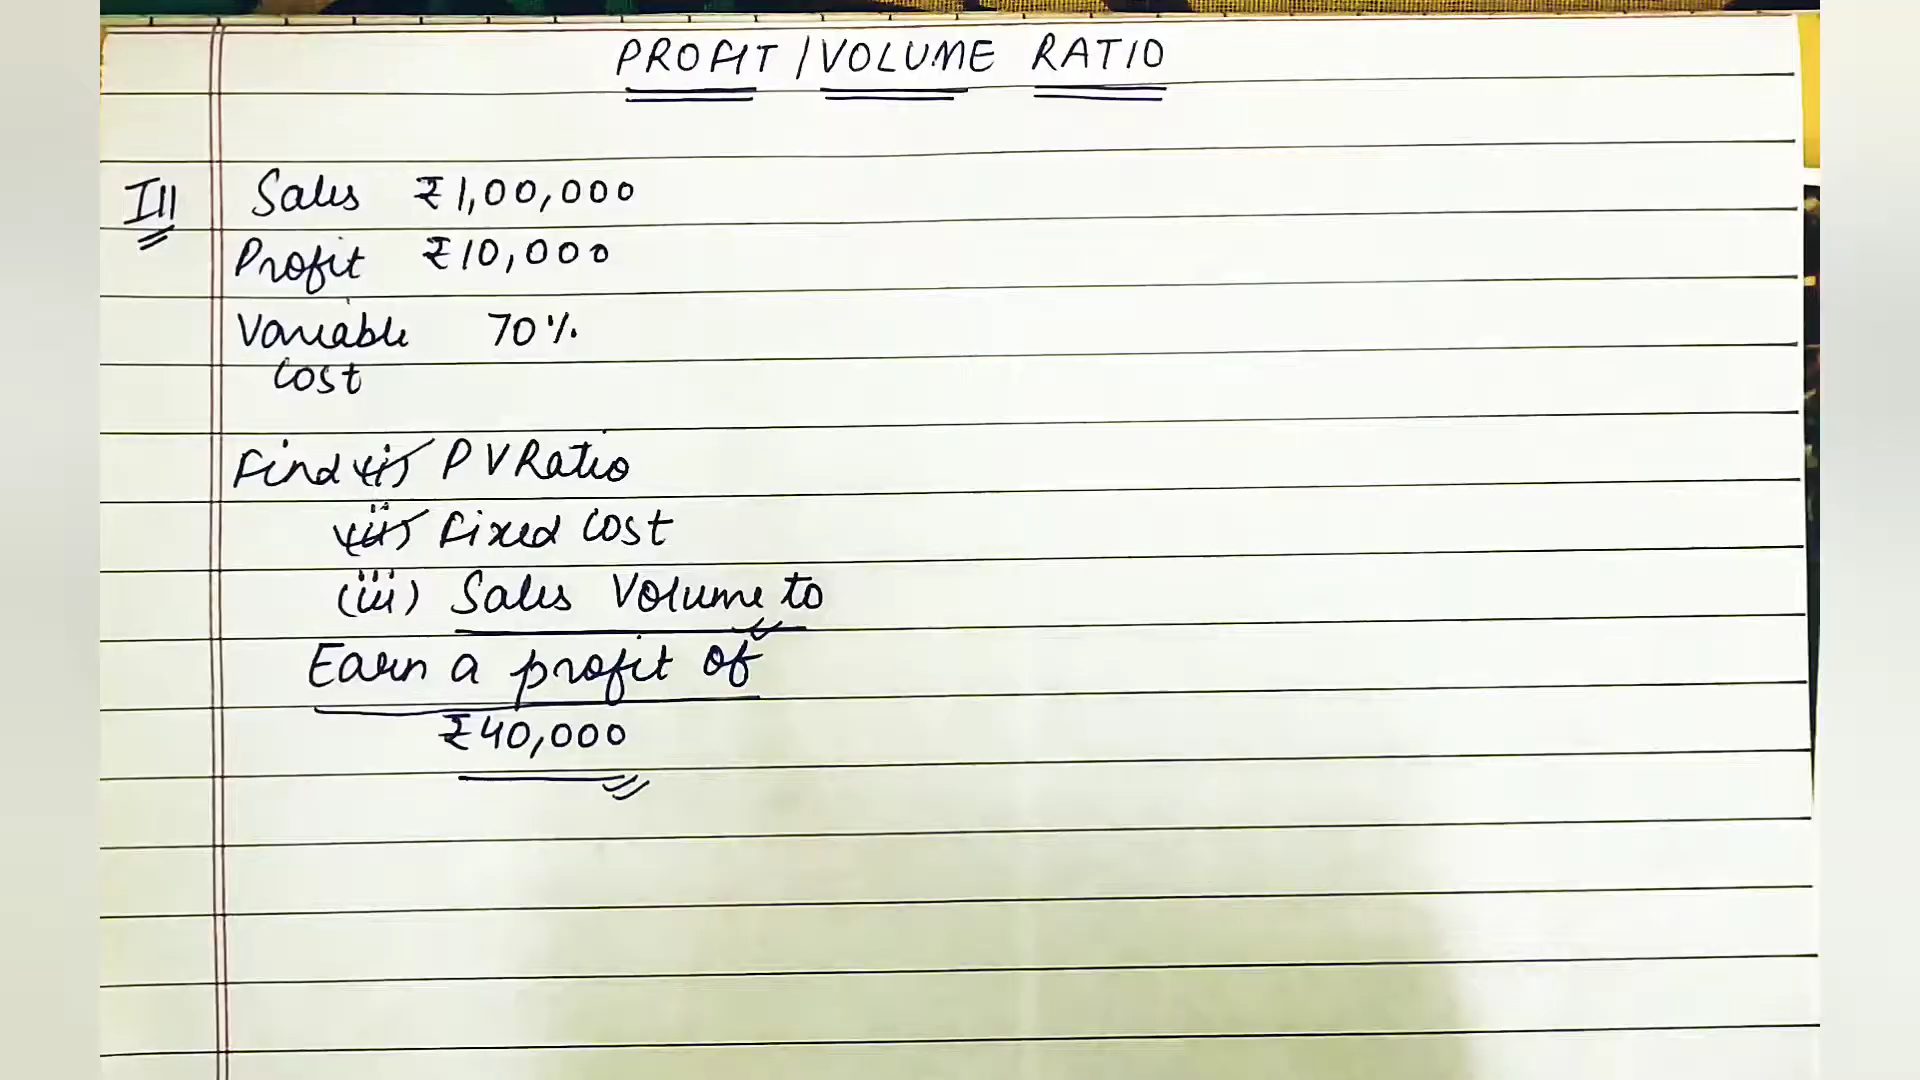 PROFIT / VOLUME RATIO
Ill Sales ₹1,00,000
Profit ₹10,000
Variable 70%
Cost
Find (i) P V Ratio
(ii) Fixed Cost
(iii) Sales Volume to
Earn a profit of
₹40,000